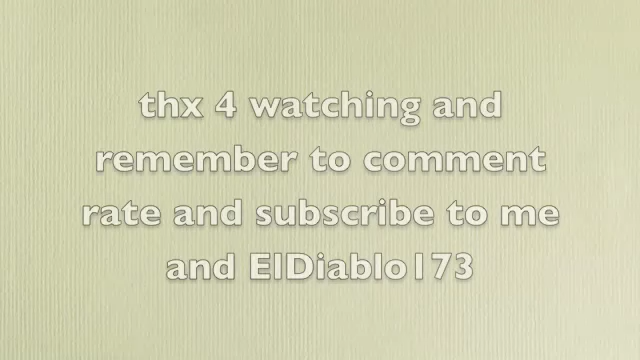 thx 4 watching and
remember to comment
rate and subscribe to me
and ElDiablo173